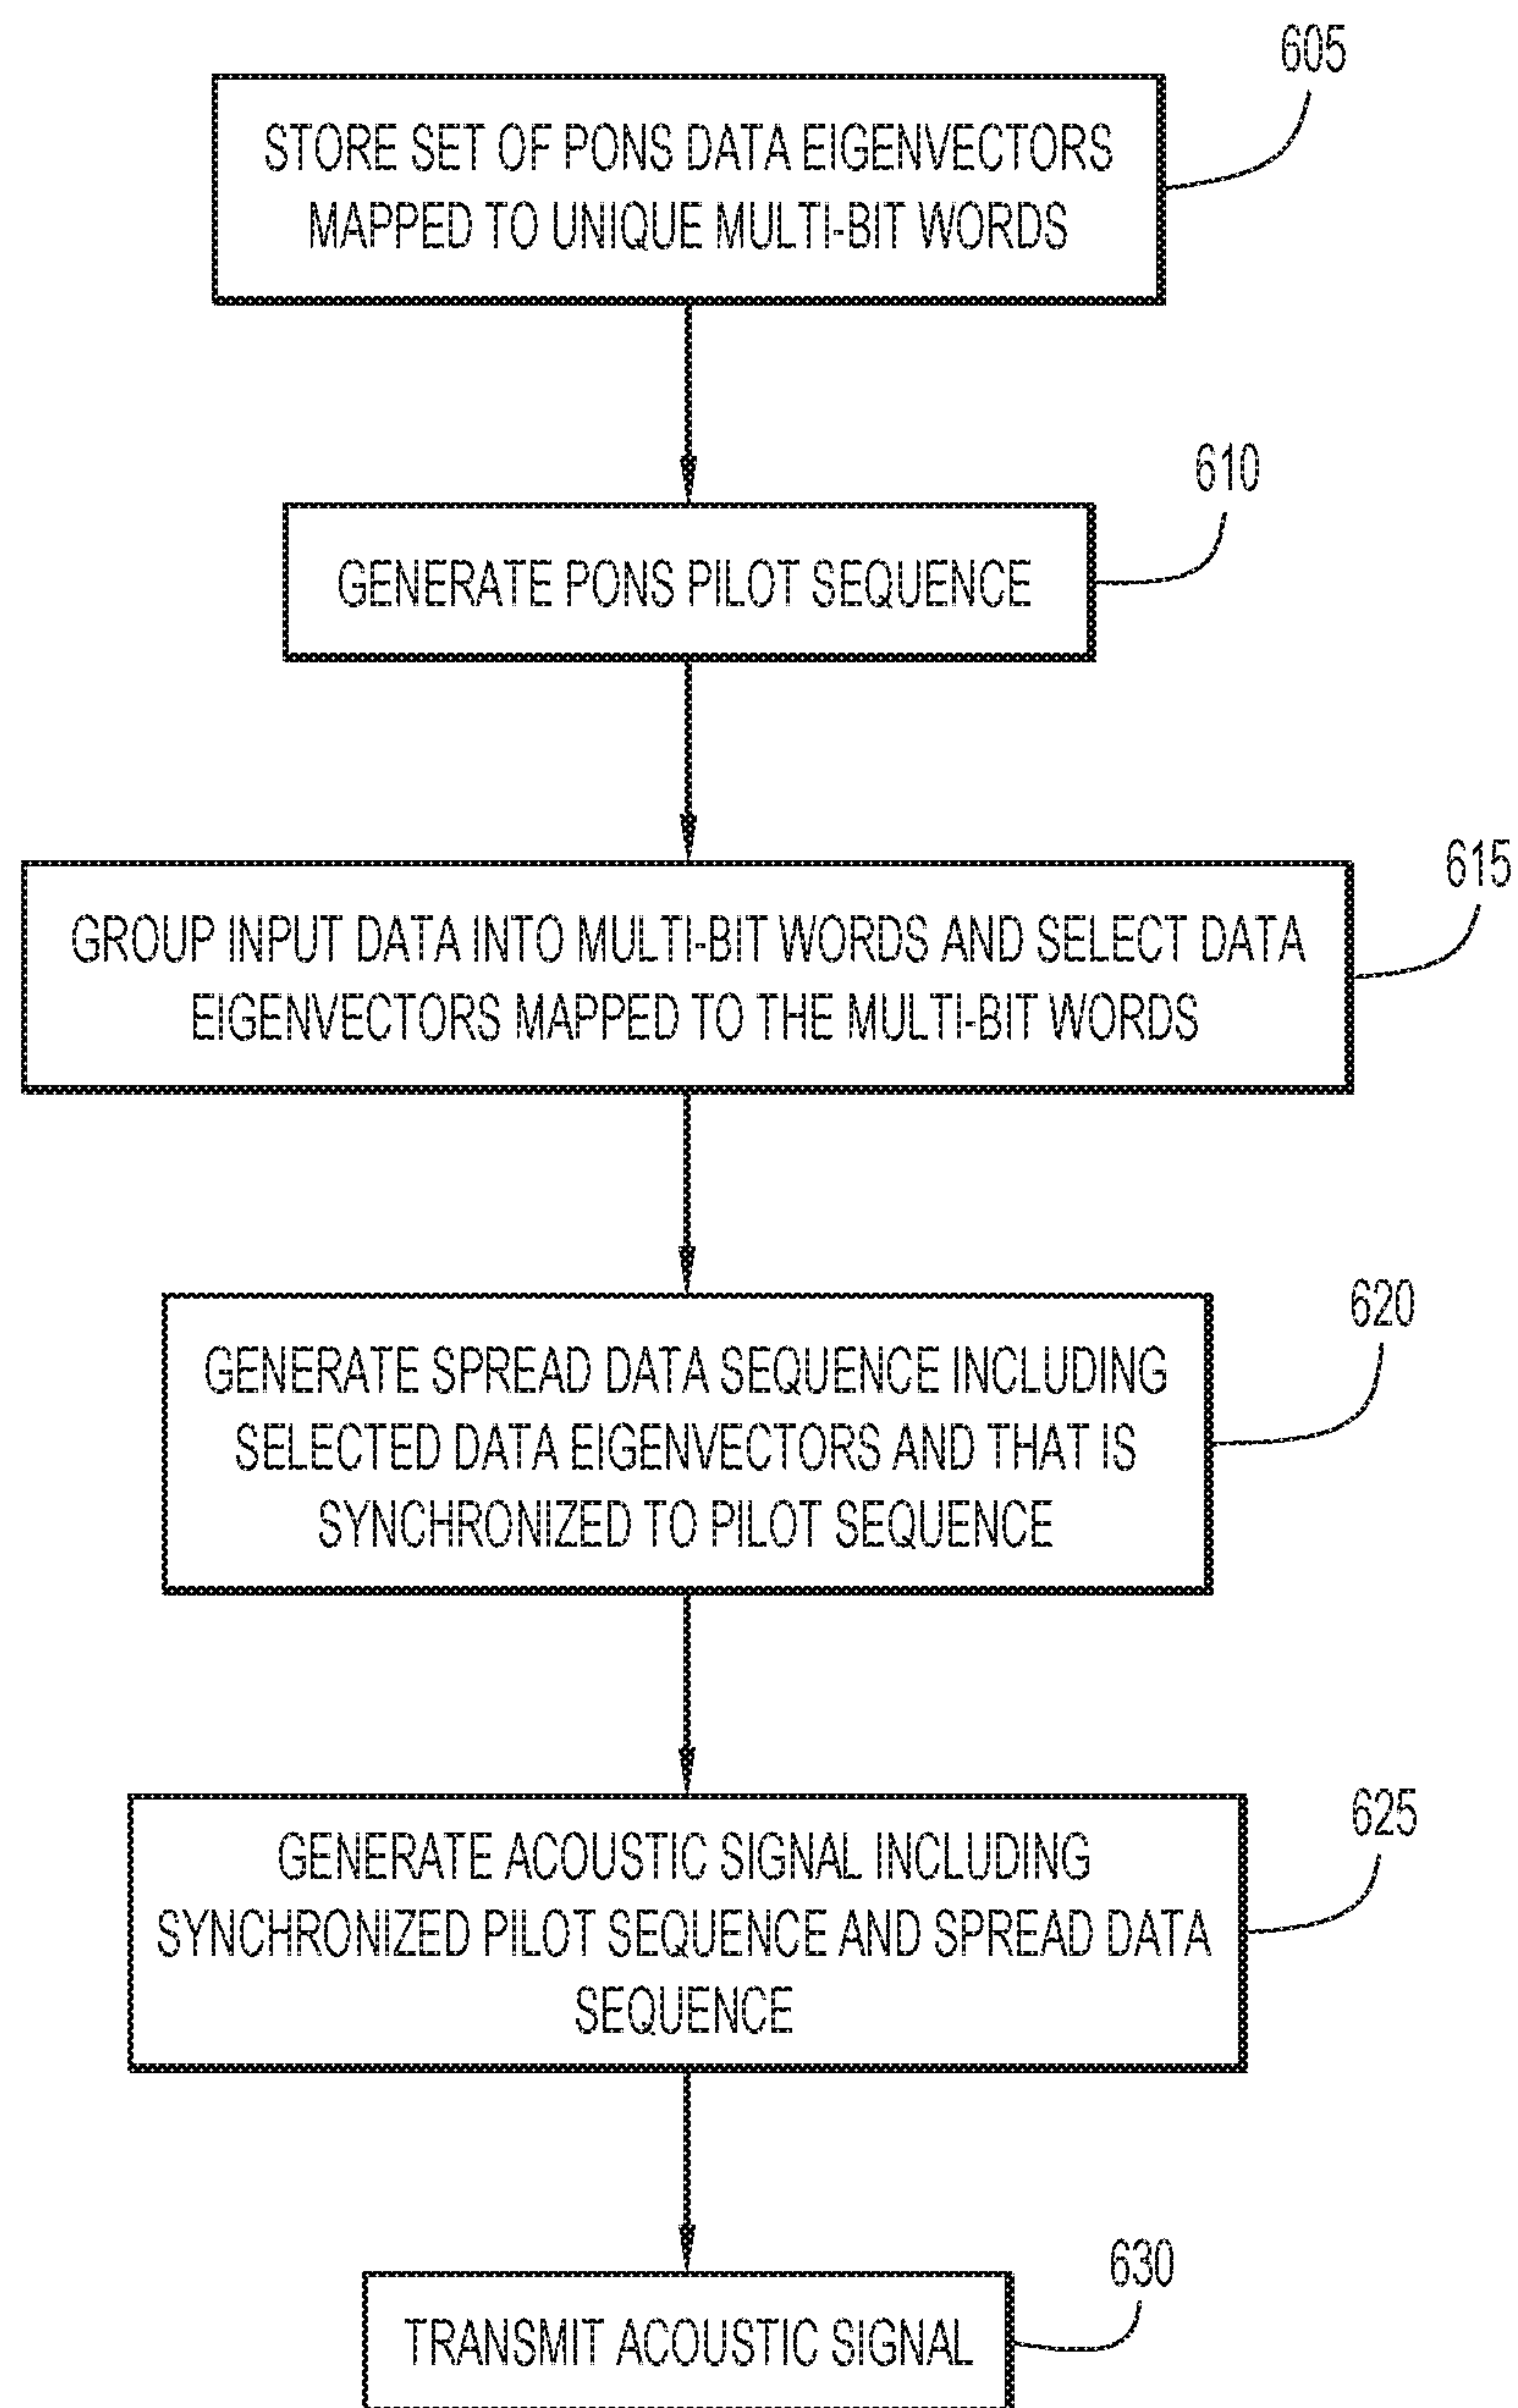 605
STORE SET OF PONS DATA EIGENVECTORS
MAPPED TO UNIQUE MULTI-BIT WORDS
610
GENERATE PONS PILOT SEQUENCE
615
GROUP INPUT DATA INTO MULTI-BIT WORDS AND SELECT DATA
EIGENVECTORS MAPPED TO THE MULTI-BIT WORDS
620
GENERATE SPREAD DATA SEQUENCE INCLUDING
SELECTED DATA EIGENVECTORS AND THAT IS
SYNCHRONIZED TO PILOT SEQUENCE
625
GENERATE ACOUSTIC SIGNAL INCLUDING
SYNCHRONIZED PILOT SEQUENCE AND SPREAD DATA
SEQUENCE
630
TRANSMIT ACOUSTIC SIGNAL